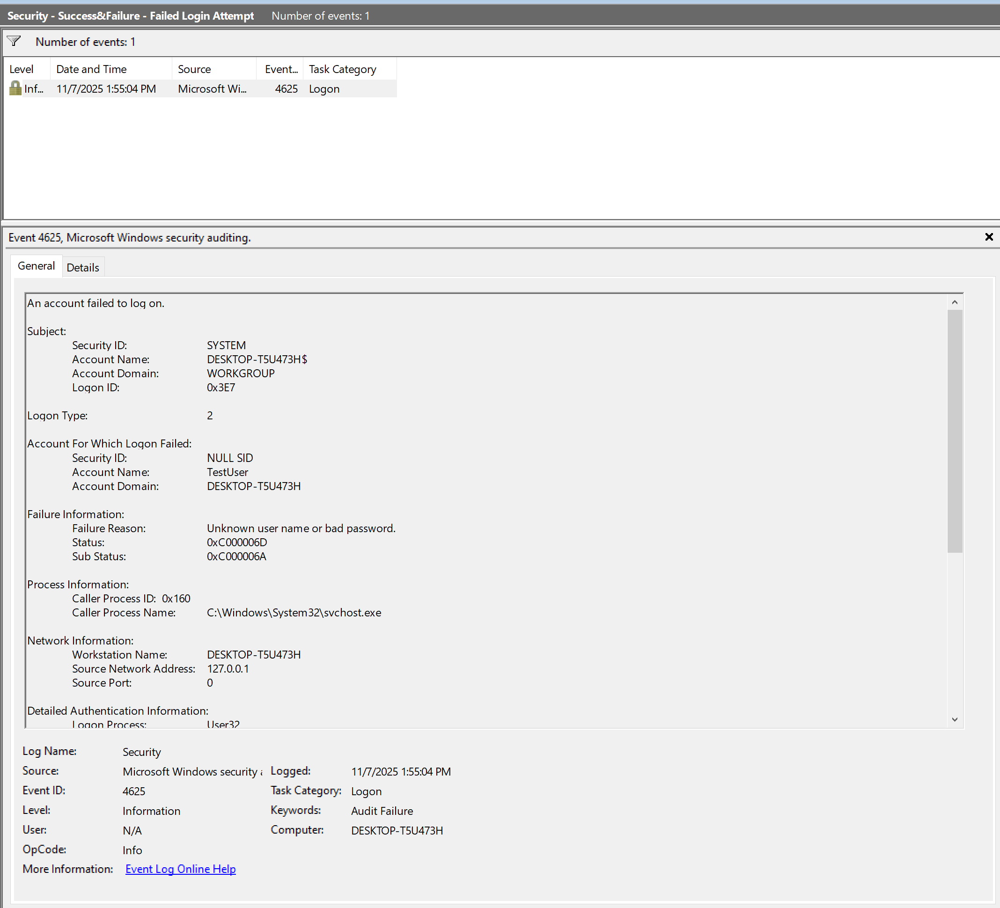 Security - Success&Failure - Failed Login Attempt Number of events: 1
Number of events: 1
Level Date and Time Source Event... Task Category
Inf... 11/7/2025 1:55:04 PM Microsoft Wi... 4625 Logon
Event 4625, Microsoft Windows security auditing.
General Details
An account failed to log on.
Subject:
Security ID: SYSTEM
Account Name: DESKTOP-T5U473H$
Account Domain: WORKGROUP
Logon ID: 0x3E7
Logon Type: 2
Account For Which Logon Failed:
Security ID: NULL SID
Account Name: TestUser
Account Domain: DESKTOP-T5U473H
Failure Information:
Failure Reason: Unknown user name or bad password.
Status: 0xC000006D
Sub Status: 0xC000006A
Process Information:
Caller Process ID: 0x160
Caller Process Name: C:\Windows\System32\svchost.exe
Network Information:
Workstation Name: DESKTOP-T5U473H
Source Network Address: 127.0.0.1
Source Port: 0
Detailed Authentication Information:
Logon Process: User32
Log Name: Security
Source: Microsoft Windows security a Logged: 11/7/2025 1:55:04 PM
Event ID: 4625 Task Category: Logon
Level: Information Keywords: Audit Failure
User: N/A Computer: DESKTOP-T5U473H
OpCode: Info
More Information: Event Log Online Help